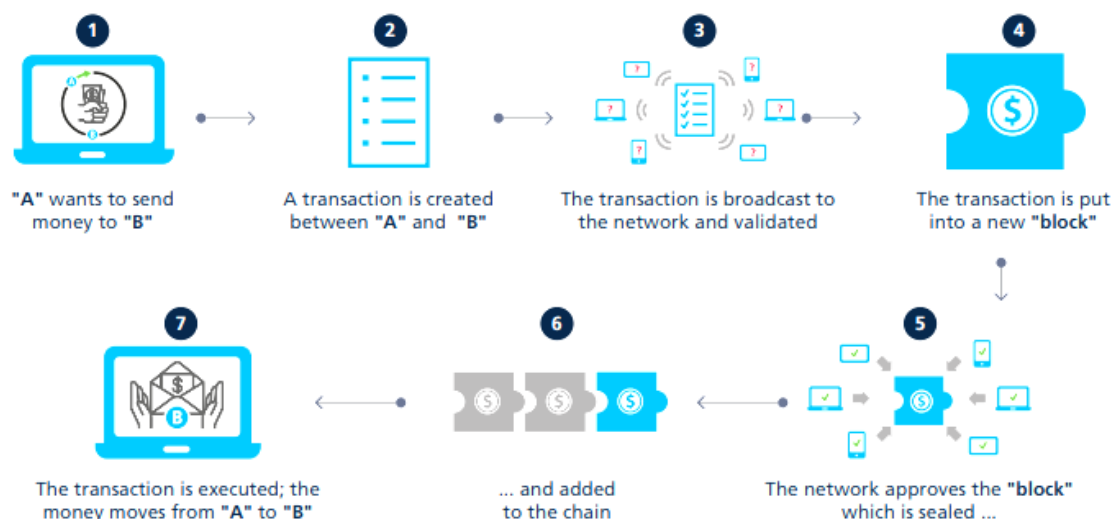 1
2
3
4
A
$
B
? ? ? ? ? ?
$
"A" wants to send
money to "B"
A transaction is created
between "A" and "B"
The transaction is broadcast to
the network and validated
The transaction is put
into a new "block"
7
6
5
$
B
$ $ $
$
The transaction is executed; the
money moves from "A" to "B"
... and added
to the chain
The network approves the "block"
which is sealed ...